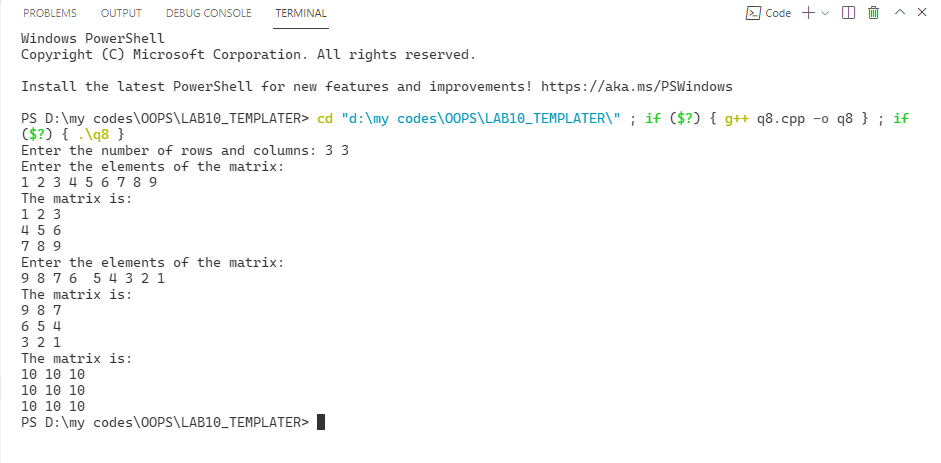 PROBLEMS OUTPUT DEBUG CONSOLE TERMINAL Code
Windows PowerShell
Copyright (C) Microsoft Corporation. All rights reserved.
Install the latest PowerShell for new features and improvements! https://aka.ms/PSWindows
PS D:\my codes\OOPS\LAB10_TEMPLATER> cd "d:\my codes\OOPS\LAB10_TEMPLATER\" ; if ($?) { g++ q8.cpp -o q8 } ; if
($?) { .\q8 }
Enter the number of rows and columns: 3 3
Enter the elements of the matrix:
1 2 3 4 5 6 7 8 9
The matrix is:
1 2 3
4 5 6
7 8 9
Enter the elements of the matrix:
9 8 7 6  5 4 3 2 1
The matrix is:
9 8 7
6 5 4
3 2 1
The matrix is:
10 10 10
10 10 10
10 10 10
PS D:\my codes\OOPS\LAB10_TEMPLATER>